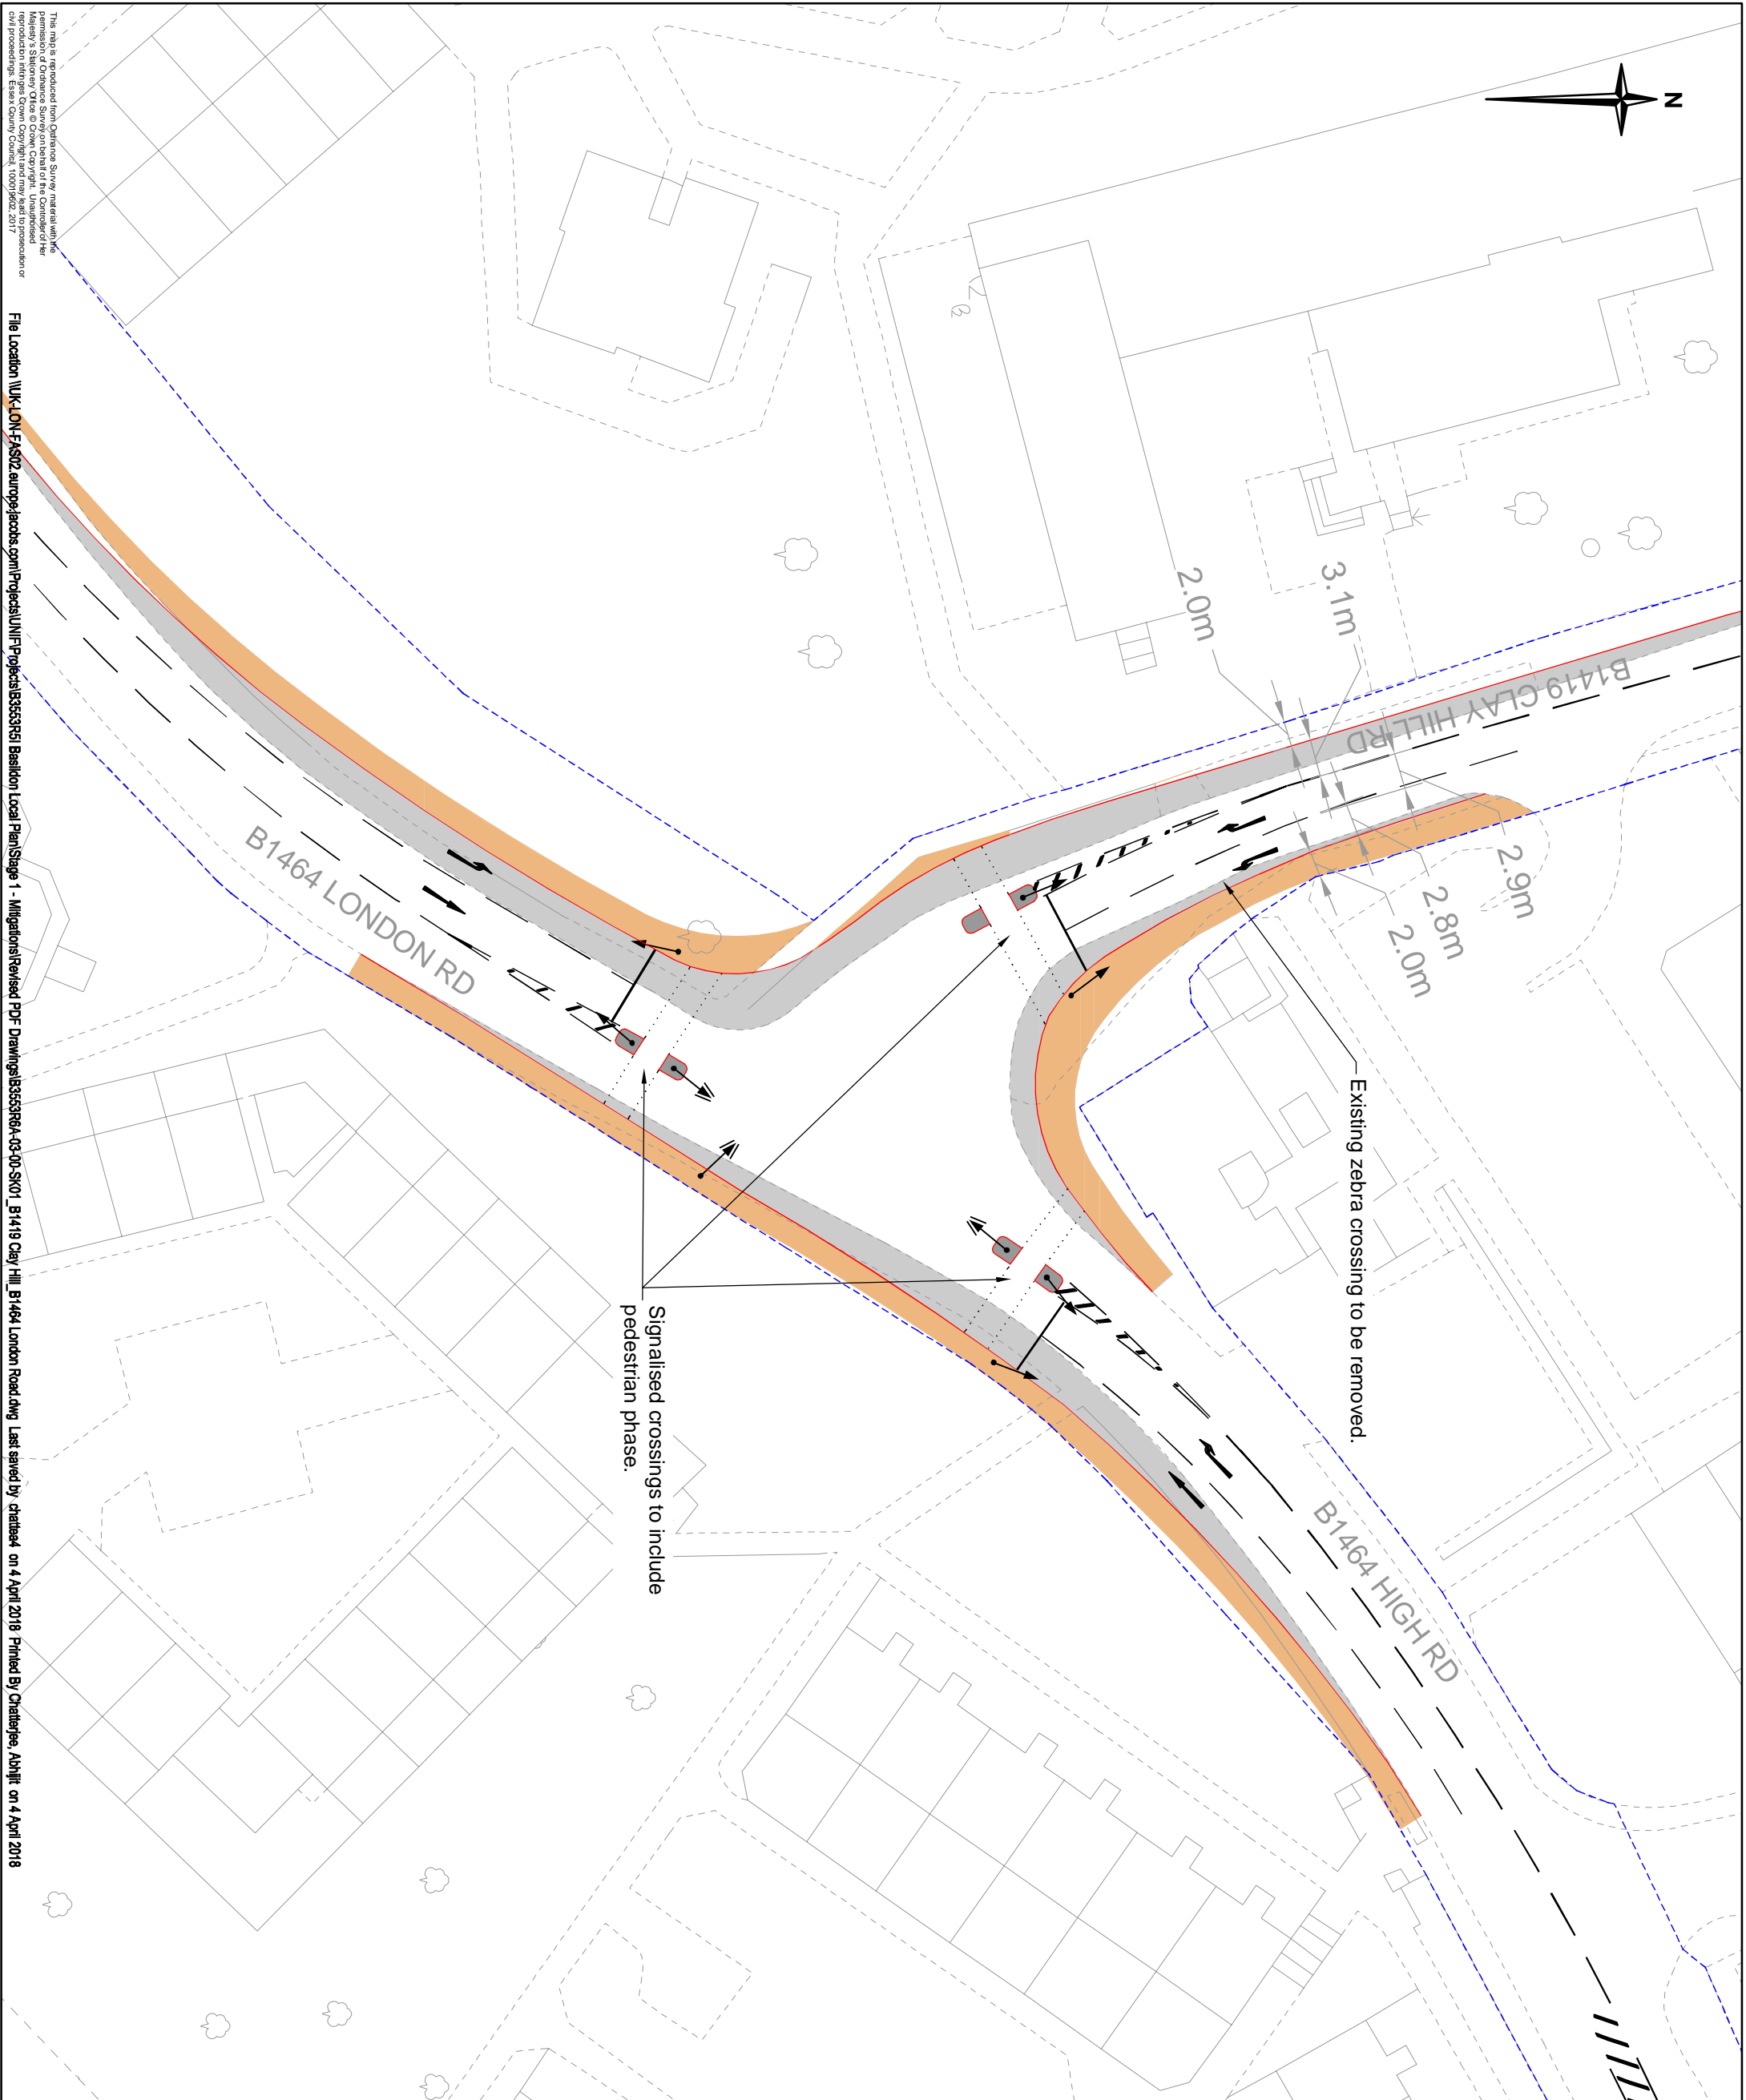 N
2.0m
3.1m
B1419 CLAY HILL RD
2.9m
2.8m
2.0m
Existing zebra crossing to be removed.
B1464 HIGH RD
B1464 LONDON RD
Signalised crossings to include
pedestrian phase.
This map is reproduced from Ordnance Survey material with the
permission of Ordnance Survey on behalf of the Controller of Her
Majesty's Stationery Office © Crown Copyright. Unauthorised
reproduction infringes Crown Copyright and may lead to prosecution or
civil proceedings. Essex County Council, 100019602, 2017
File Location \\UK-LON-FAS02.europe.jacobs.com\Projects\UNIF\Projects\B3553R5I Basildon Local Plan\Stage 1 - Mitigations\Revised PDF Drawings\B3553R6A-03-00-SK01_B1419 Clay Hill_B1464 London Road.dwg Last saved by chattea4 on 4 April 2018 Printed By Chatterjee, Abhijit on 4 April 2018